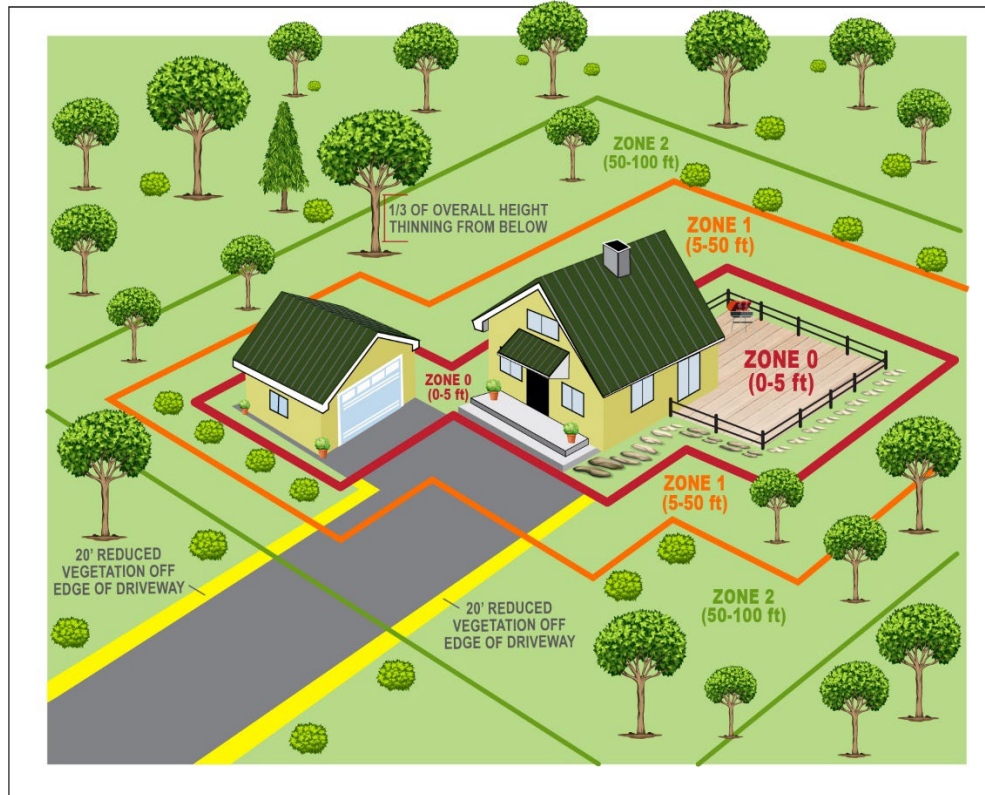 ZONE 2
(50-100 ft)
1/3 OF OVERALL HEIGHT
THINNING FROM BELOW
ZONE 1
(5-50 ft)
ZONE 0
(0-5 ft)
ZONE 0
(0-5 ft)
ZONE 1
(5-50 ft)
20' REDUCED
VEGETATION OFF
EDGE OF DRIVEWAY
ZONE 2
(50-100 ft)
20' REDUCED
VEGETATION OFF
EDGE OF DRIVEWAY